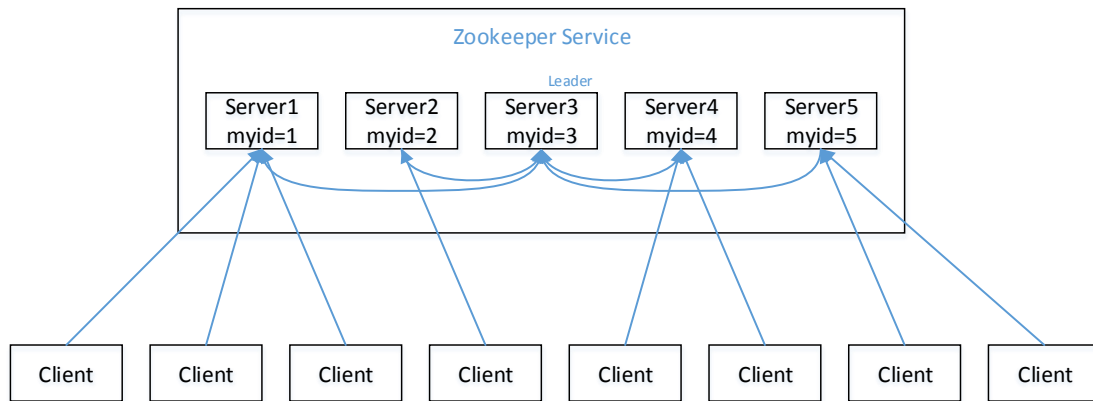 Zookeeper Service
Leader
Server1
myid=1
Server2
myid=2
Server3
myid=3
Server4
myid=4
Server5
myid=5
Client
Client
Client
Client
Client
Client
Client
Client